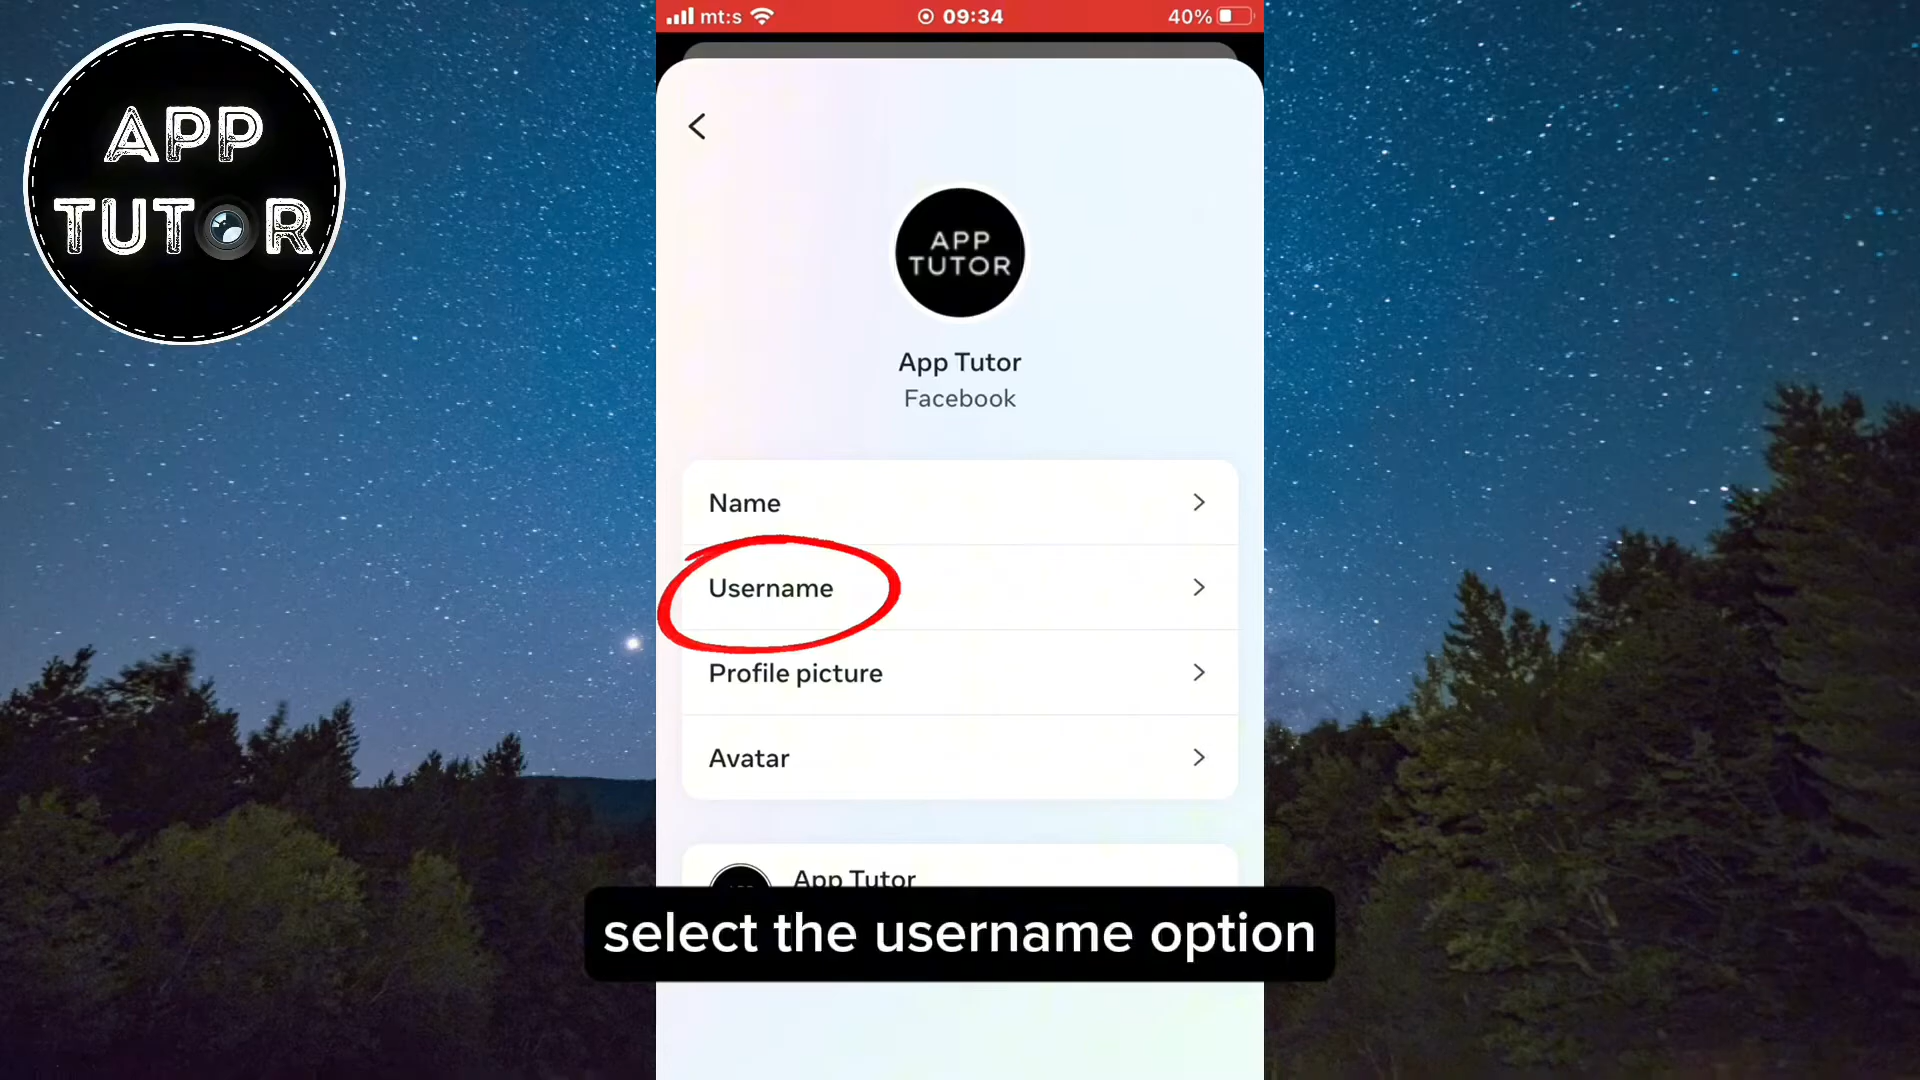 APP
TUTOR
mt:s
09:34
40%
APP
TUTOR
App Tutor
Facebook
Name
Username
Profile picture
Avatar
App Tutor
select the username option